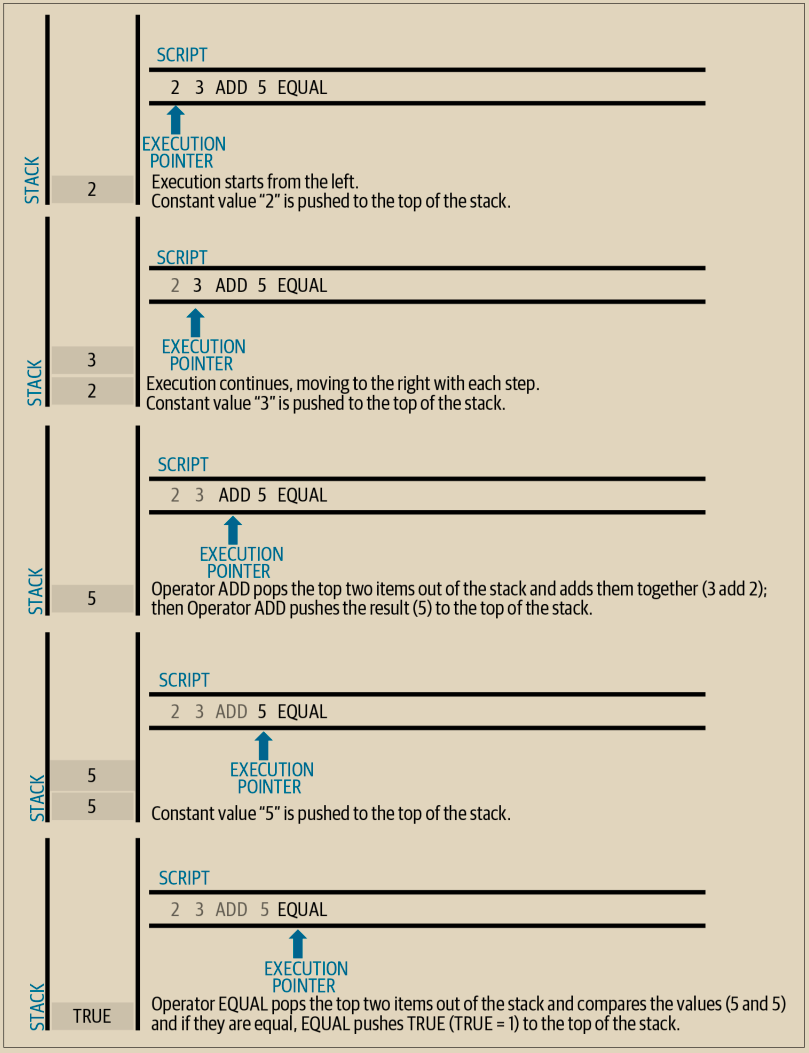 SCRIPT
2 3 ADD 5 EQUAL
EXECUTION
POINTER
STACK
2
Execution starts from the left.
Constant value “2” is pushed to the top of the stack.
SCRIPT
2 3 ADD 5 EQUAL
EXECUTION
POINTER
STACK
3
2
Execution continues, moving to the right with each step.
Constant value “3” is pushed to the top of the stack.
SCRIPT
2 3 ADD 5 EQUAL
EXECUTION
POINTER
STACK
5
Operator ADD pops the top two items out of the stack and adds them together (3 add 2);
then Operator ADD pushes the result (5) to the top of the stack.
SCRIPT
2 3 ADD 5 EQUAL
EXECUTION
POINTER
STACK
5
5
Constant value “5” is pushed to the top of the stack.
SCRIPT
2 3 ADD 5 EQUAL
EXECUTION
POINTER
STACK
TRUE
Operator EQUAL pops the top two items out of the stack and compares the values (5 and 5)
and if they are equal, EQUAL pushes TRUE (TRUE = 1) to the top of the stack.